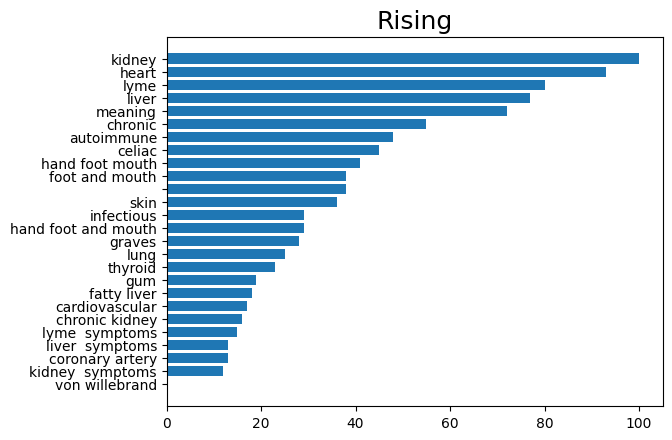 Rising
kidney
heart
lyme
liver
meaning
chronic
autoimmune
celiac
hand foot mouth
foot and mouth
skin
infectious
hand foot and mouth
graves
lung
thyroid
gum
fatty liver
cardiovascular
chronic kidney
lyme  symptoms
liver  symptoms
coronary artery
kidney  symptoms
von willebrand
0 20 40 60 80 100